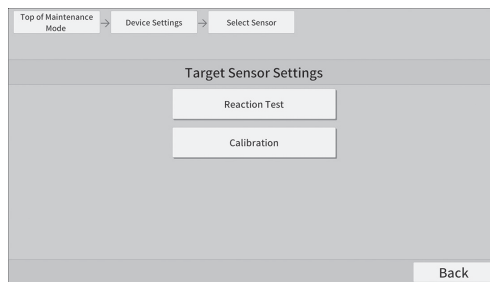 Top of Maintenance
Mode
→
Device Settings
→
Select Sensor
Target Sensor Settings
Reaction Test
Calibration
Back